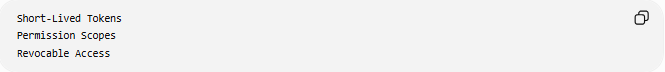 Short-Lived Tokens
Permission Scopes
Revocable Access